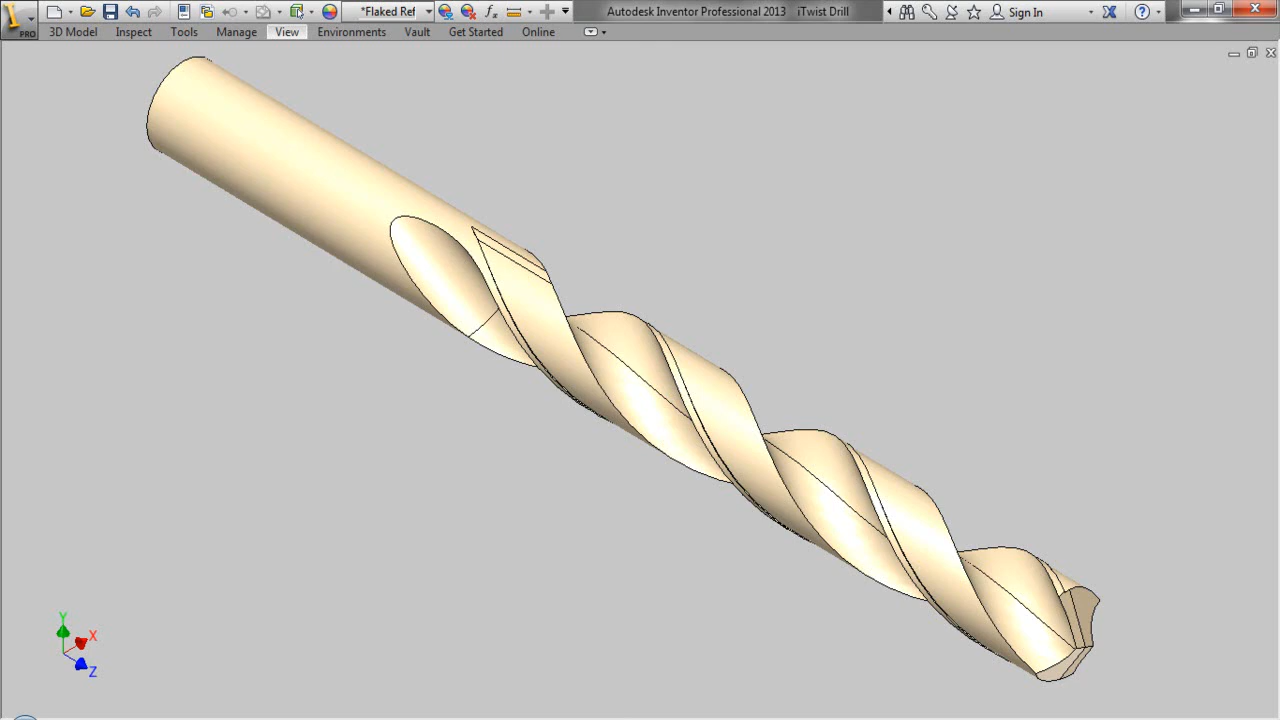 *Flaked Ref
Autodesk Inventor Professional 2013 iTwist Drill
Sign In
PRO
3D Model Inspect Tools Manage View Environments Vault Get Started Online
Y
X
Z